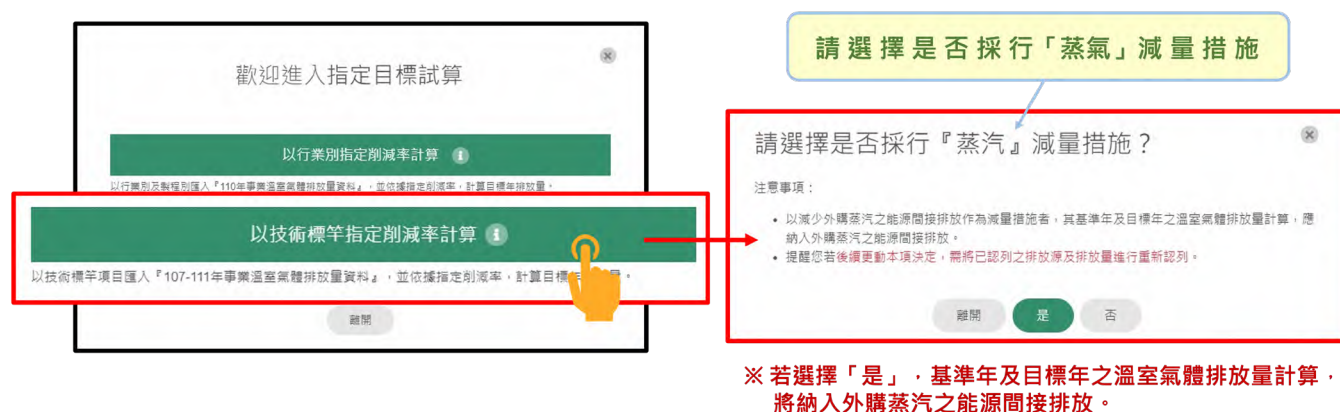 歡迎進入指定目標試算
以行業別指定削減率計算
以行業別及製程別匯入『110年事業溫室氣體排放量資料』，並依據指定削減率，計算目標年排放量。
以技術標竿指定削減率計算
以技術標竿項目匯入『107-111年事業溫室氣體排放量資料』，並依據指定削減率，計算目標年
離開
請選擇是否採行「蒸氣」減量措施
請選擇是否採行『蒸汽』減量措施？
注意事項：
• 以減少外購蒸汽之能源間接排放作為減量措施者，其基準年及目標年之溫室氣體排放量計算，應
納入外購蒸汽之能源間接排放。
• 提醒您若後續更動本項決定，需將已認列之排放源及排放量進行重新認列。
離開
是
否
※若選擇「是」，基準年及目標年之溫室氣體排放量計算，
將納入外購蒸汽之能源間接排放。